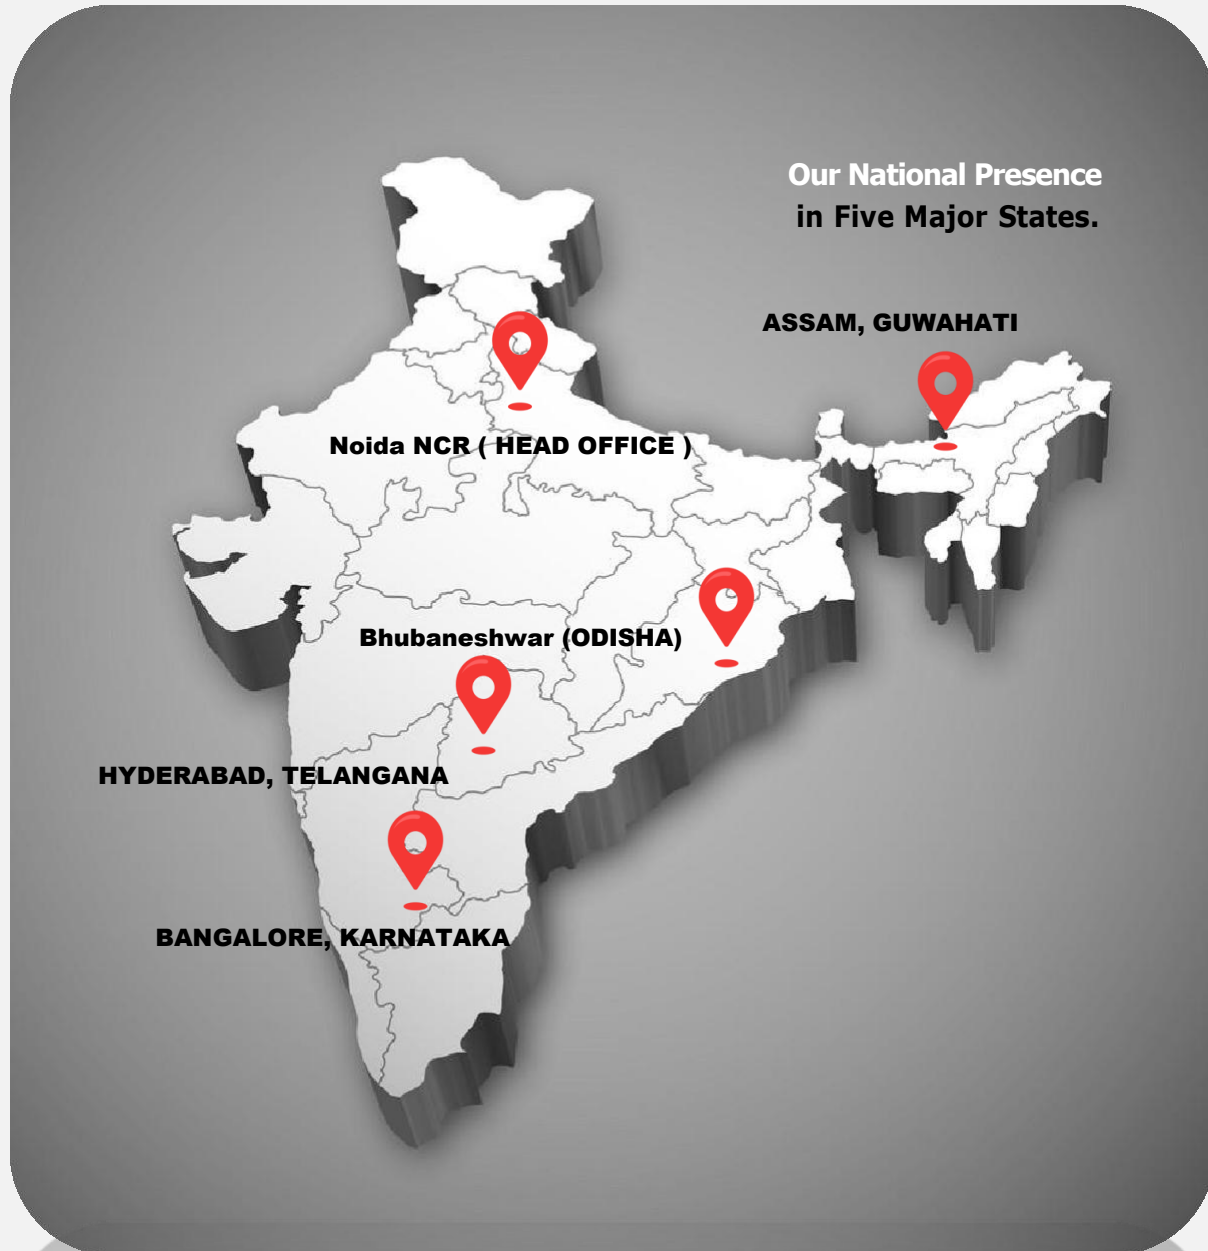 Our National Presence
in Five Major States.
ASSAM, GUWAHATI
Noida NCR ( HEAD OFFICE )
Bhubaneshwar (ODISHA)
HYDERABAD, TELANGANA
BANGALORE, KARNATAKA